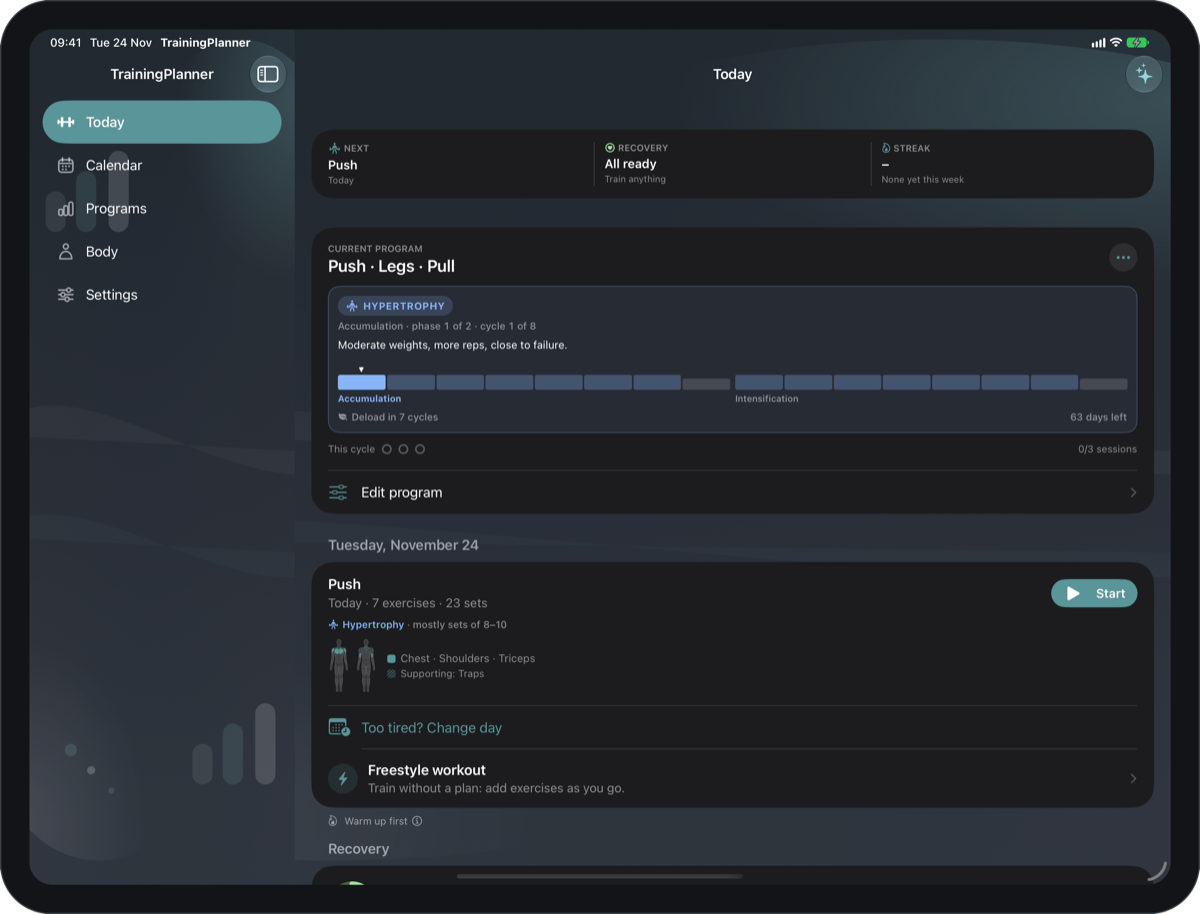 09:41 Tue 24 Nov TrainingPlanner
TrainingPlanner
Today
Calendar
Programs
Body
Settings
Today
NEXT
Push
Today
RECOVERY
All ready
Train anything
STREAK
–
None yet this week
CURRENT PROGRAM
Push · Legs · Pull
HYPERTROPHY
Accumulation · phase 1 of 2 · cycle 1 of 8
Moderate weights, more reps, close to failure.
Accumulation Intensification
Deload in 7 cycles 63 days left
This cycle 0/3 sessions
Edit program
Tuesday, November 24
Push
Today · 7 exercises · 23 sets
Start
Hypertrophy · mostly sets of 8–10
Chest · Shoulders · Triceps
Supporting: Traps
Too tired? Change day
Freestyle workout
Train without a plan: add exercises as you go.
Warm up first
Recovery